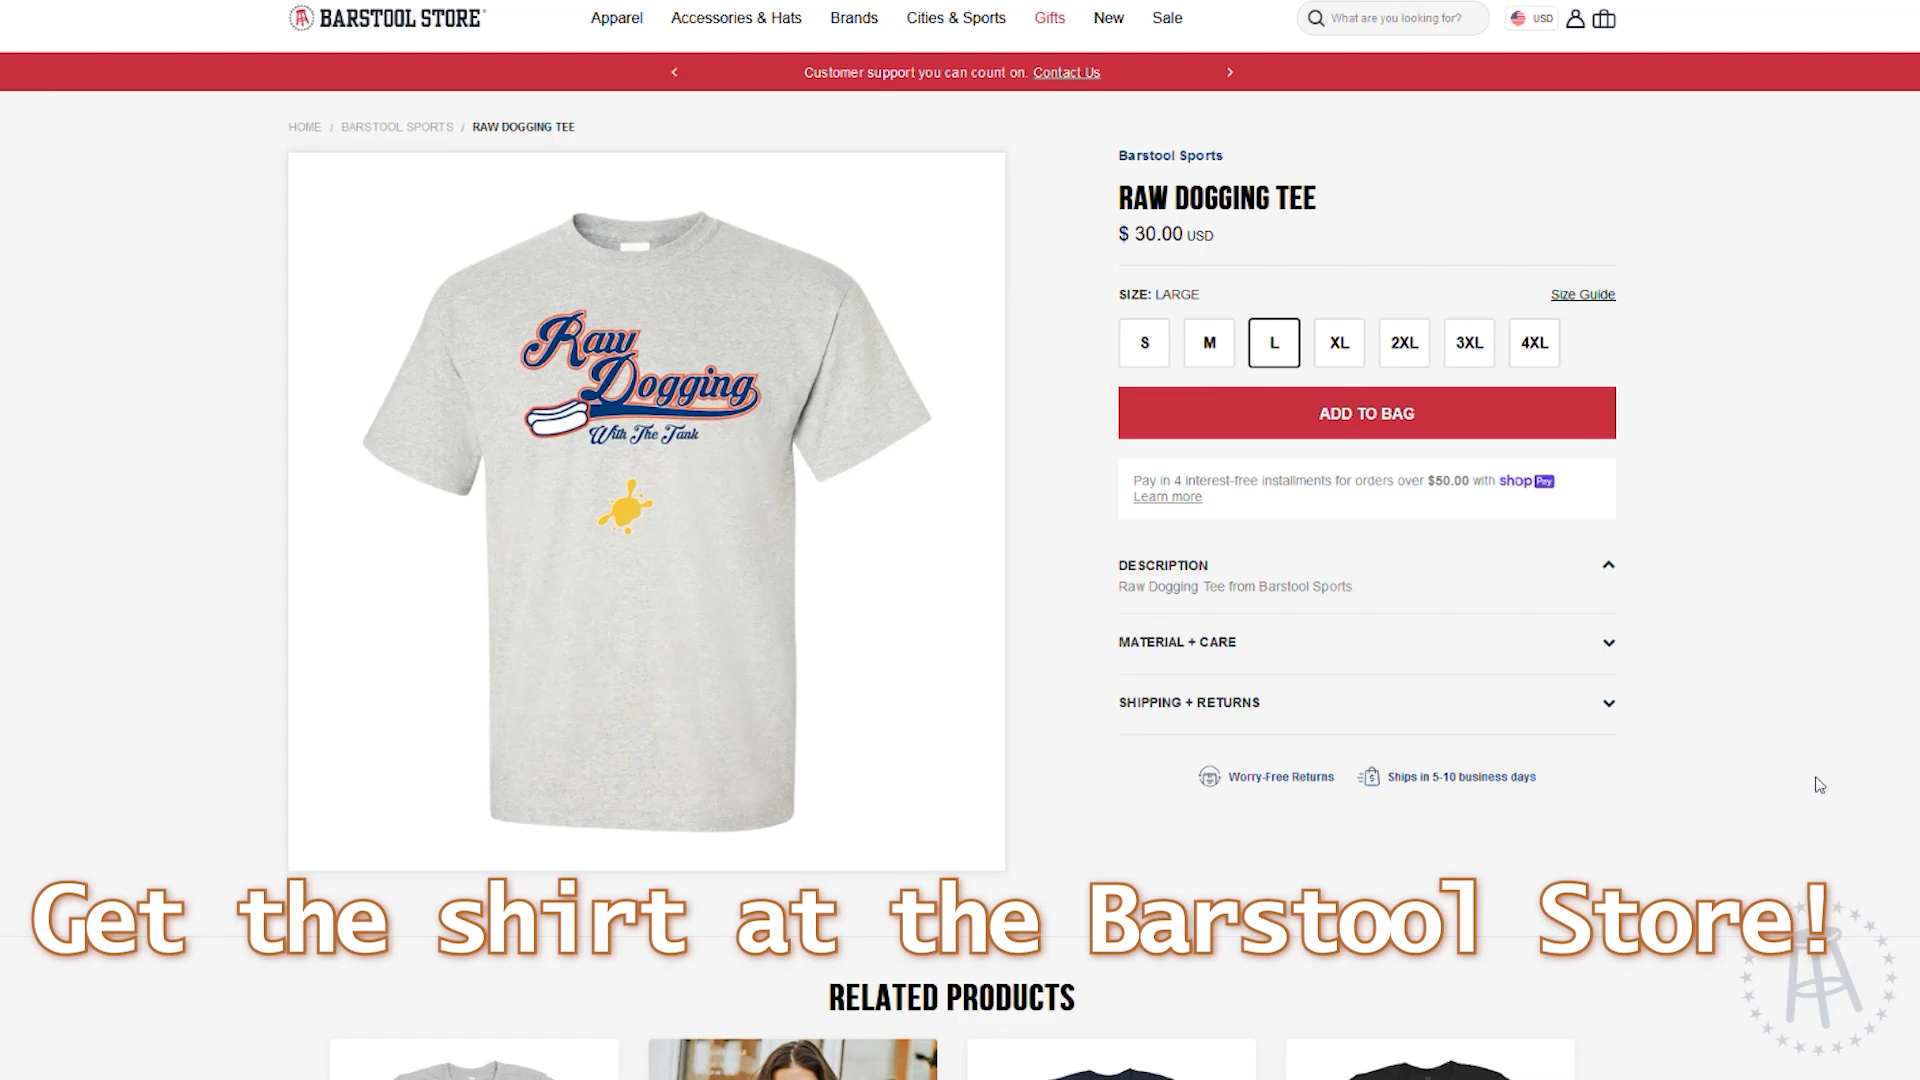 BARSTOOL STORE
Apparel Accessories & Hats Brands Cities & Sports Gifts New Sale
What are you looking for?
USD
Customer support you can count on. Contact Us
HOME / BARSTOOL SPORTS / RAW DOGGING TEE
Raw
Dogging
With The Tank
Barstool Sports
RAW DOGGING TEE
$ 30.00 USD
SIZE: LARGE
Size Guide
S M L XL 2XL 3XL 4XL
ADD TO BAG
Pay in 4 interest-free installments for orders over $50.00 with shop Pay
Learn more
DESCRIPTION
Raw Dogging Tee from Barstool Sports.
MATERIAL + CARE
SHIPPING + RETURNS
Worry-Free Returns
Ships in 5-10 business days
Get the shirt at the Barstool Store!
RELATED PRODUCTS